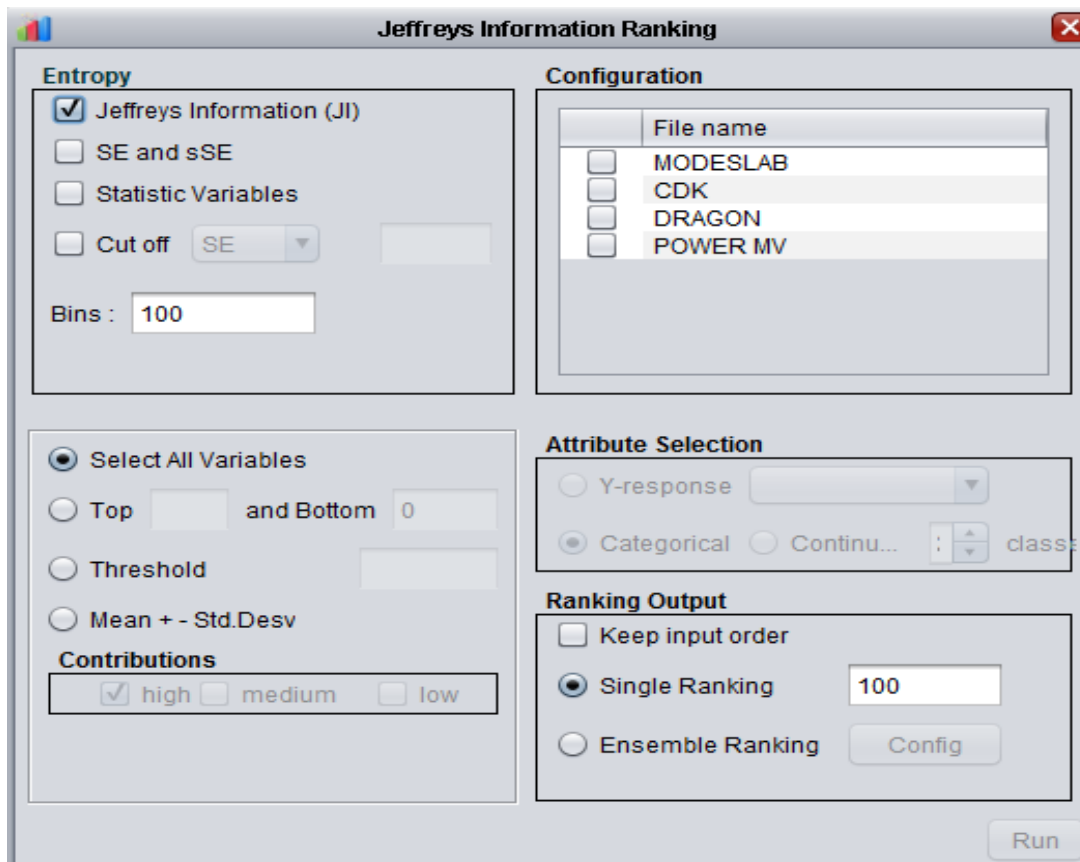 Jeffreys Information Ranking
Entropy
Jeffreys Information (JI)
SE and sSE
Statistic Variables
Cut off SE
Bins : 100
Configuration
File name
MODESLAB
CDK
DRAGON
POWER MV
Select All Variables
Top and Bottom 0
Threshold
Mean + - Std.Desv
Contributions
high medium low
Attribute Selection
Y-response
Categorical Continu... classe
Ranking Output
Keep input order
Single Ranking 100
Ensemble Ranking Config
Run